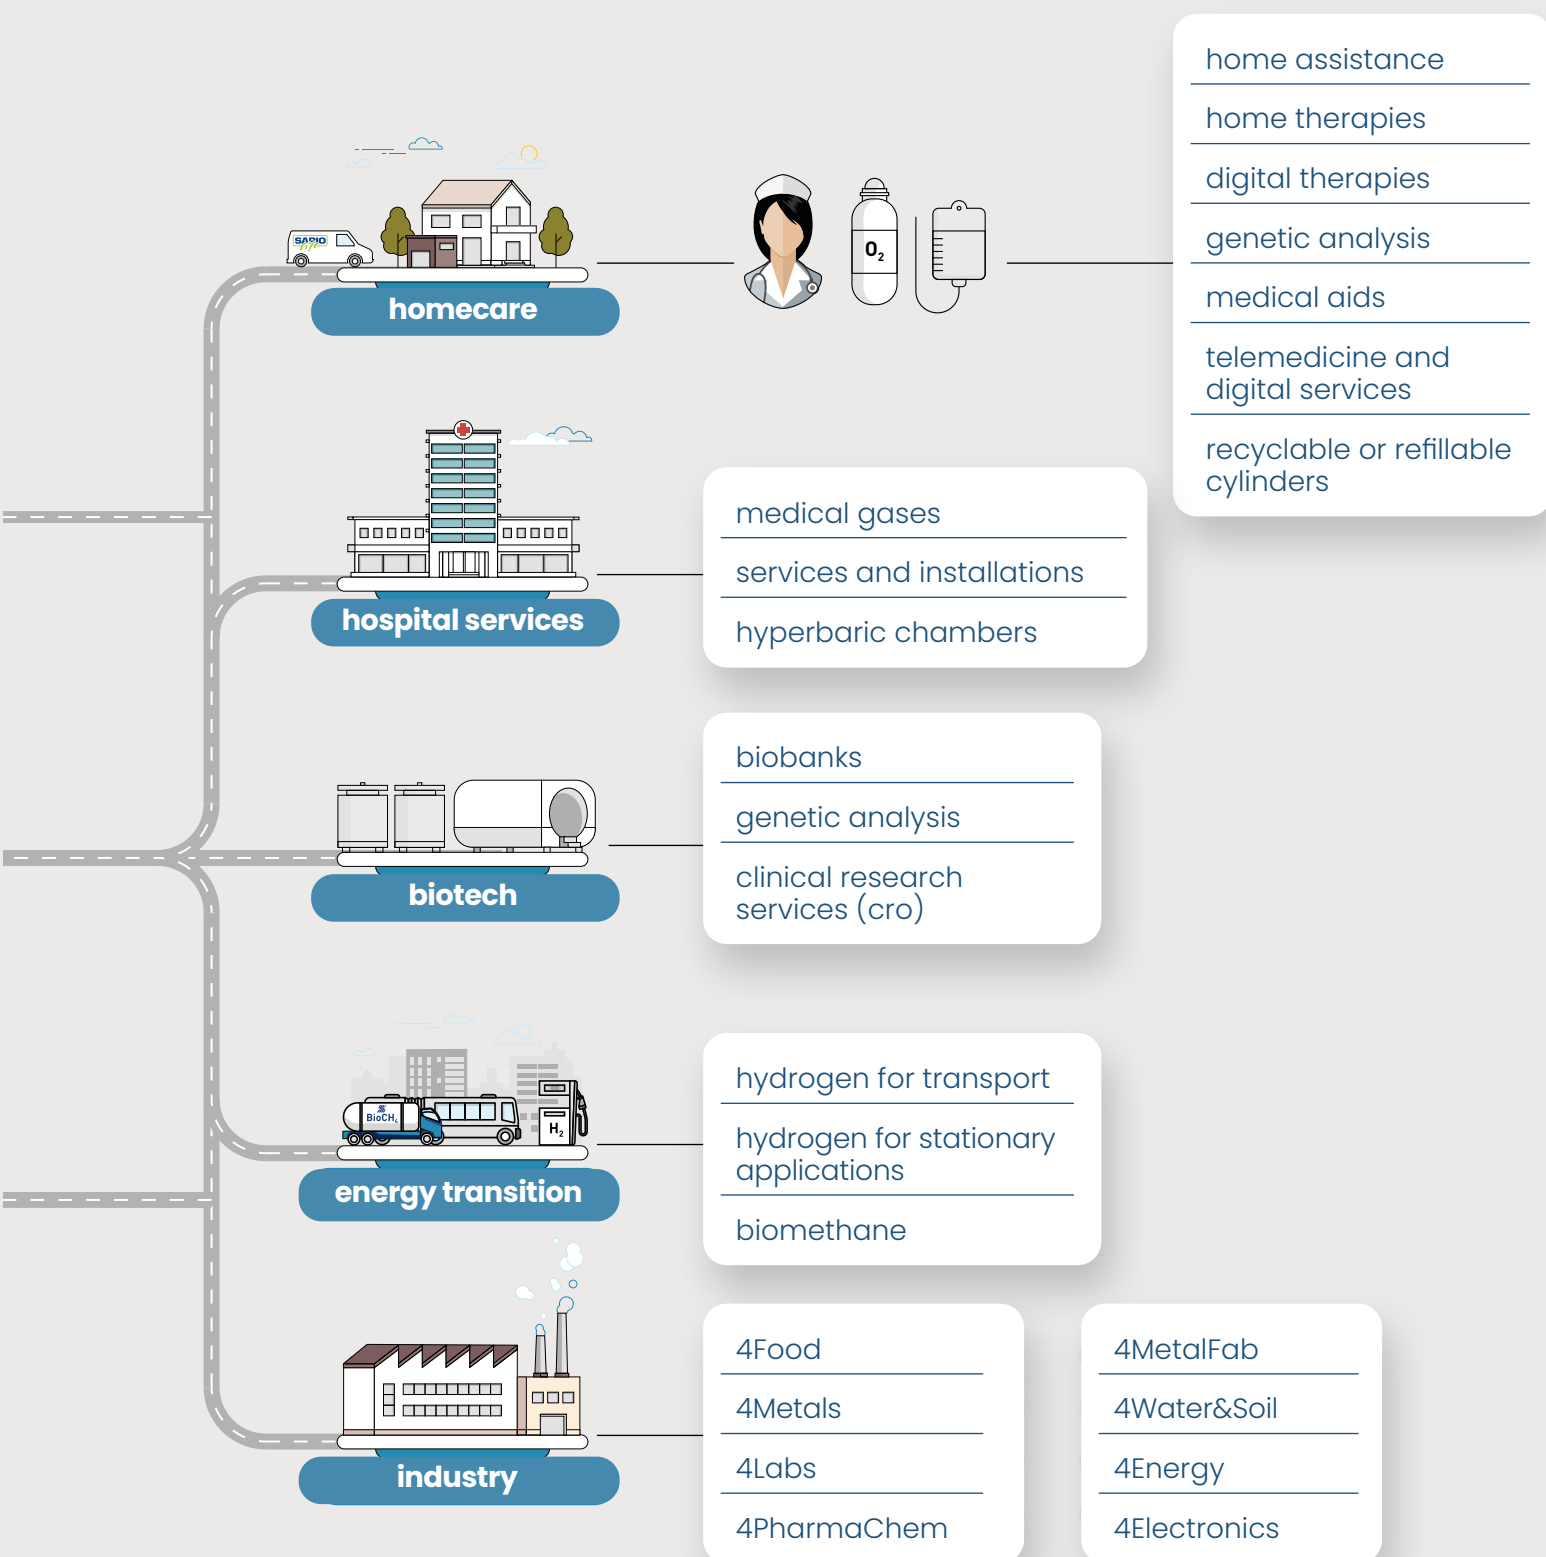 home assistance
home therapies
digital therapies
genetic analysis
medical aids
telemedicine and
digital services
recyclable or refillable
cylinders
SAPIO
life
O₂
homecare
hospital services
medical gases
services and installations
hyperbaric chambers
biotech
biobanks
genetic analysis
clinical research
services (cro)
BioCH₄
H₂
energy transition
hydrogen for transport
hydrogen for stationary
applications
biomethane
industry
4Food
4Metals
4Labs
4PharmaChem
4MetalFab
4Water&Soil
4Energy
4Electronics